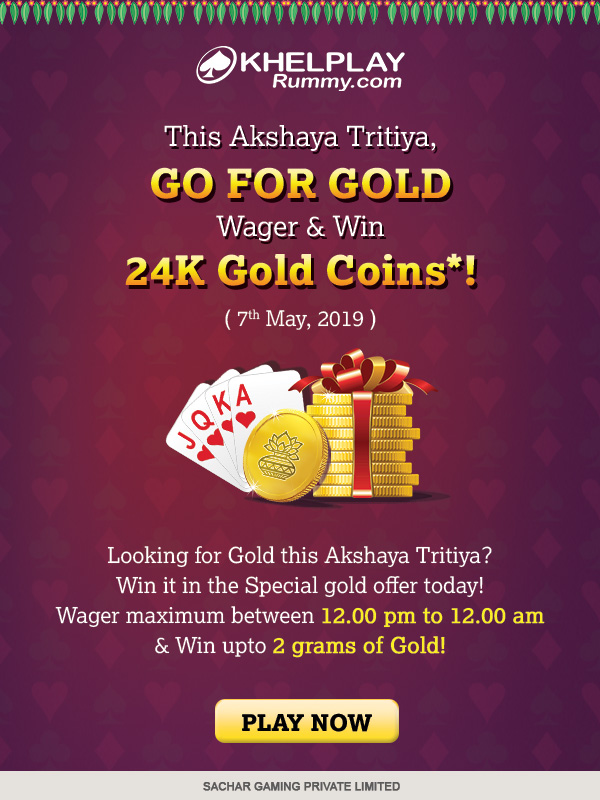 KHELPLAY
Rummy.com
This Akshaya Tritiya,
GO FOR GOLD
Wager & Win
24K Gold Coins*!
( 7th May, 2019 )
J Q K A
Looking for Gold this Akshaya Tritiya?
Win it in the Special gold offer today!
Wager maximum between 12.00 pm to 12.00 am
& Win upto 2 grams of Gold!
PLAY NOW
SACHAR GAMING PRIVATE LIMITED